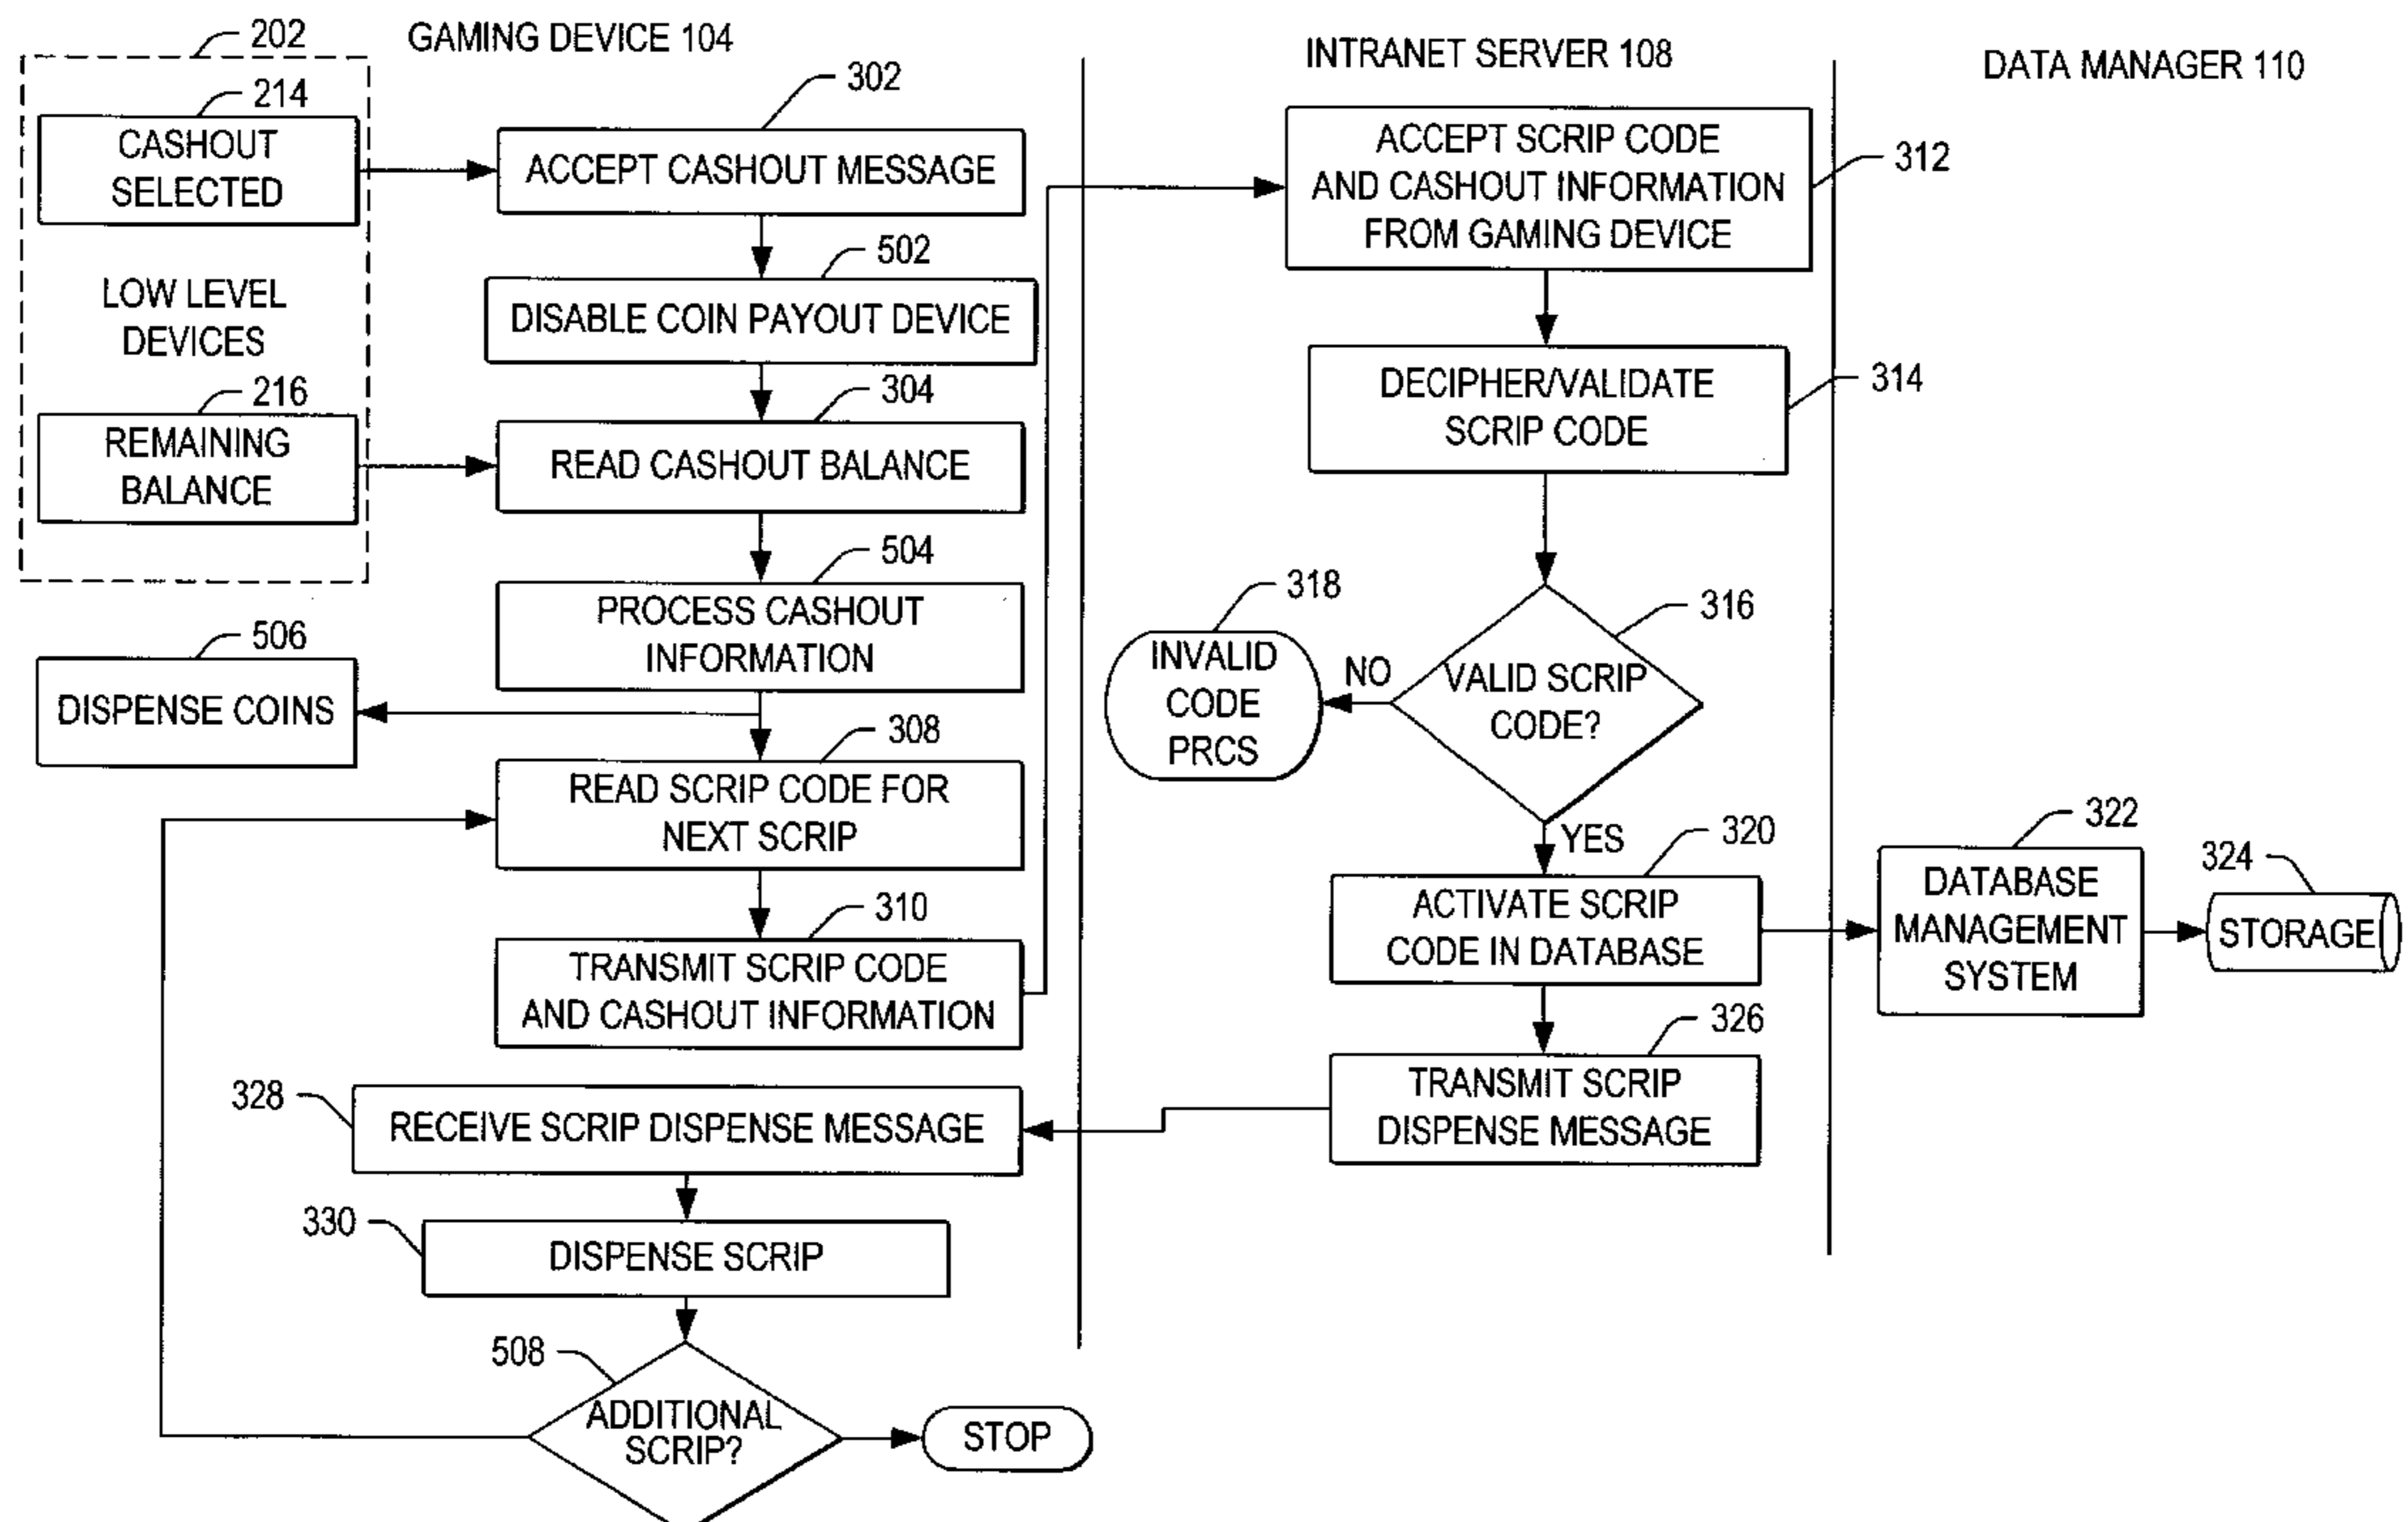 GAMING DEVICE 104
INTRANET SERVER 108
DATA MANAGER 110
202
214
CASHOUT
SELECTED
LOW LEVEL
DEVICES
216
REMAINING
BALANCE
302
ACCEPT CASHOUT MESSAGE
502
DISABLE COIN PAYOUT DEVICE
304
READ CASHOUT BALANCE
504
PROCESS CASHOUT
INFORMATION
506
DISPENSE COINS
308
READ SCRIP CODE FOR
NEXT SCRIP
310
TRANSMIT SCRIP CODE
AND CASHOUT INFORMATION
ACCEPT SCRIP CODE
AND CASHOUT INFORMATION
FROM GAMING DEVICE
312
DECIPHER/VALIDATE
SCRIP CODE
314
316
VALID SCRIP
CODE?
NO
318
INVALID
CODE
PRCS
YES
320
ACTIVATE SCRIP
CODE IN DATABASE
322
DATABASE
MANAGEMENT
SYSTEM
324
STORAGE
326
TRANSMIT SCRIP
DISPENSE MESSAGE
328
RECEIVE SCRIP DISPENSE MESSAGE
330
DISPENSE SCRIP
508
ADDITIONAL
SCRIP?
STOP